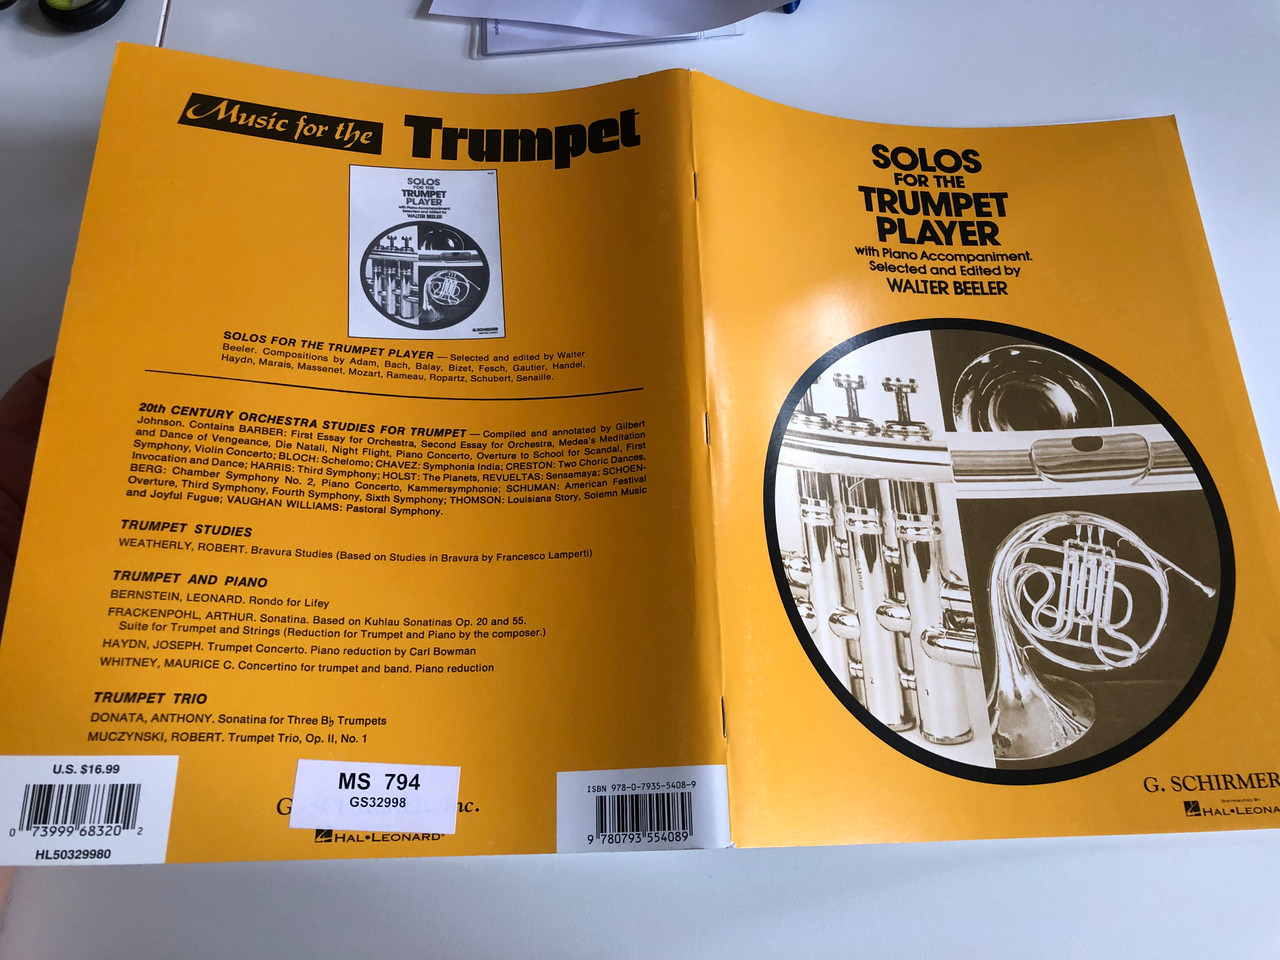 Music for the Trumpet
SOLOS
FOR THE
TRUMPET
PLAYER
with Piano Accompaniment.
Selected and Edited by
WALTER BEELER
G. SCHIRMER
SOLOS FOR THE TRUMPET PLAYER — Selected and edited by Walter
Beeler. Compositions by Adam, Bach, Balay, Bizet, Fesch, Gautier, Handel,
Haydn, Marais, Massenet, Mozart, Rameau, Ropartz, Schubert, Senaille.
20th CENTURY ORCHESTRA STUDIES FOR TRUMPET — Compiled and annotated by Gilbert
Johnson. Contains BARBER: First Essay for Orchestra, Second Essay for Orchestra, Medea's Meditation
and Dance of Vengeance, Die Natali, Night Flight, Piano Concerto, Overture to School for Scandal, First
Symphony, Violin Concerto; BLOCH: Schelomo; CHAVEZ: Symphonia India; CRESTON: Two Choric Dances,
Invocation and Dance; HARRIS: Third Symphony; HOLST: The Planets, REVUELTAS: Sensemaya; SCHOEN-
BERG: Chamber Symphony No. 2, Piano Concerto, Kammersymphonie; SCHUMAN: American Festival
Overture, Third Symphony, Fourth Symphony, Sixth Symphony; THOMSON: Louisiana Story, Solemn Music
and Joyful Fugue; VAUGHAN WILLIAMS: Pastoral Symphony.
TRUMPET STUDIES
WEATHERLY, ROBERT. Bravura Studies (Based on Studies in Bravura by Francesco Lamperti)
TRUMPET AND PIANO
BERNSTEIN, LEONARD. Rondo for Lifey
FRACKENPOHL, ARTHUR. Sonatina. Based on Kuhlau Sonatinas Op. 20 and 55.
Suite for Trumpet and Strings (Reduction for Trumpet and Piano by the composer.)
HAYDN, JOSEPH. Trumpet Concerto. Piano reduction by Carl Bowman
WHITNEY, MAURICE C. Concertino for trumpet and band. Piano reduction
TRUMPET TRIO
DONATA, ANTHONY. Sonatina for Three B♭ Trumpets
MUCZYNSKI, ROBERT. Trumpet Trio, Op. II, No. 1
U.S. $16.99
0 73999 68320 2
HL50329980
MS 794
GS32998
G. Inc.
HAL•LEONARD
ISBN 978-0-7935-5408-9
9 780793 554089
SOLOS
FOR THE
TRUMPET
PLAYER
with Piano Accompaniment.
Selected and Edited by
WALTER BEELER
G. SCHIRMER
DISTRIBUTED BY
HAL•LEONA